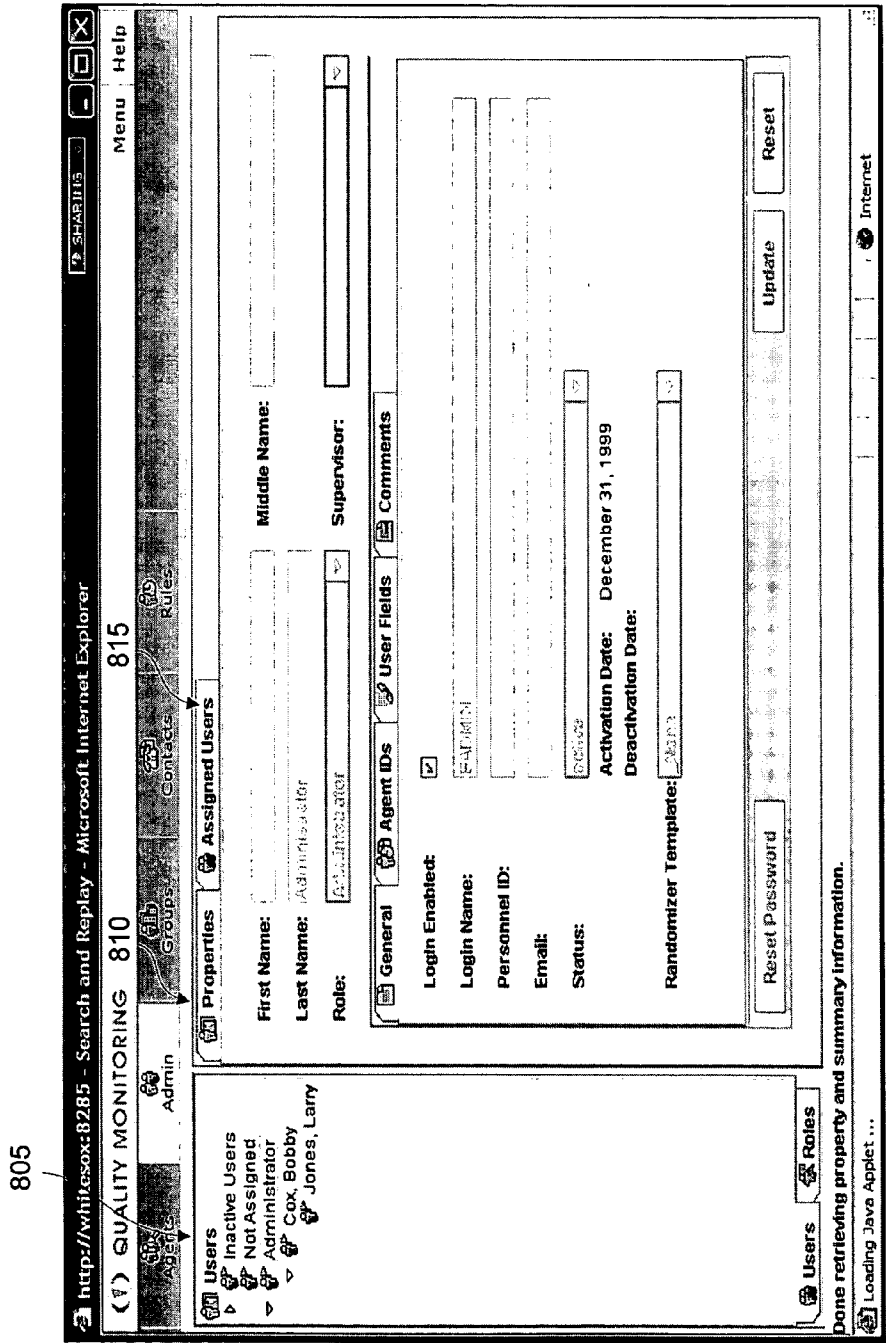 805
http://whitesox:8285 - Search and Replay - Microsoft Internet Explorer
SHARING
QUALITY MONITORING
810
815
Menu
Help
Agents
Admin
Groups
Contacts
Rules
Users
Inactive Users
Not Assigned
Administrator
Cox, Bobby
Jones, Larry
Users
Roles
Properties
Assigned Users
First Name:
Middle Name:
Last Name: Administrator
Role: Administrator
Supervisor:
General
Agent IDs
User Fields
Comments
Login Enabled:
Login Name:
Personnel ID:
Email:
Status: active
Activation Date: December 31, 1999
Deactivation Date:
Randomizer Template:
Reset Password
Update
Reset
Done retrieving property and summary information.
Loading Java Applet ...
Internet